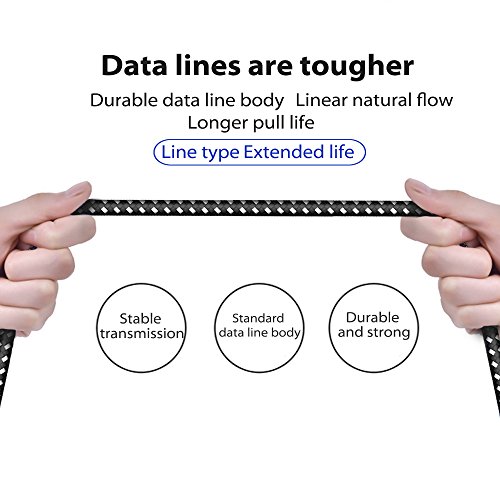 Data lines are tougher
Durable data line body Linear natural flow
Longer pull life
Line type Extended life
Stable
transmission
Standard
data line body
Durable
and strong